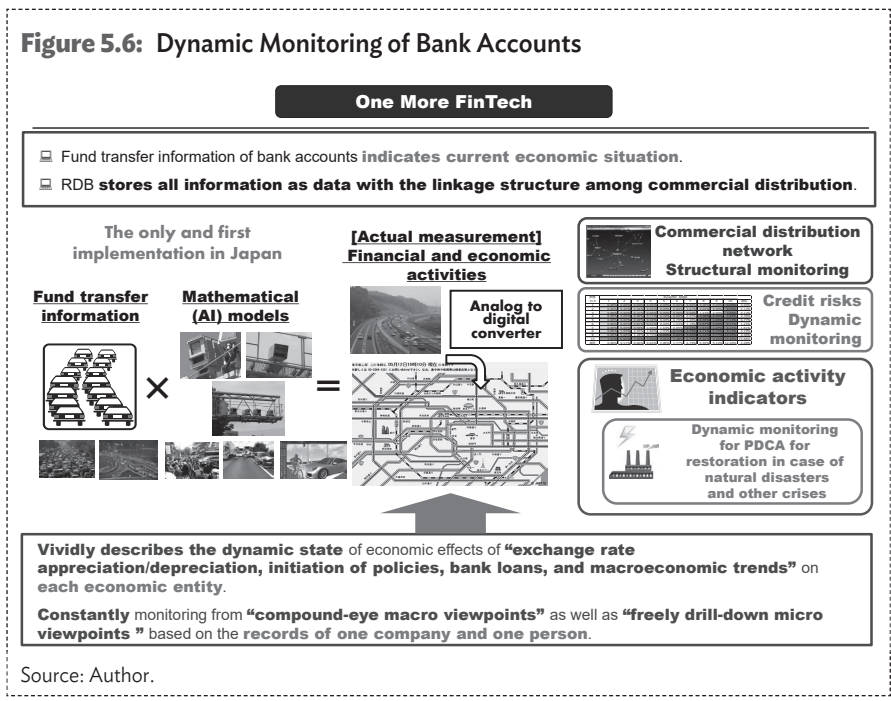 Figure 5.6: Dynamic Monitoring of Bank Accounts
One More FinTech
Fund transfer information of bank accounts indicates current economic situation.
RDB stores all information as data with the linkage structure among commercial distribution.
The only and first
implementation in Japan
Fund transfer
information
Mathematical
(AI) models
×
=
[Actual measurement]
Financial and economic
activities
Analog to
digital
converter
Commercial distribution
network
Structural monitoring
Credit risks
Dynamic
monitoring
Economic activity
indicators
Dynamic monitoring
for PDCA for
restoration in case of
natural disasters
and other crises
Vividly describes the dynamic state of economic effects of “exchange rate
appreciation/depreciation, initiation of policies, bank loans, and macroeconomic trends” on
each economic entity.
Constantly monitoring from “compound-eye macro viewpoints” as well as “freely drill-down micro
viewpoints ” based on the records of one company and one person.
Source: Author.